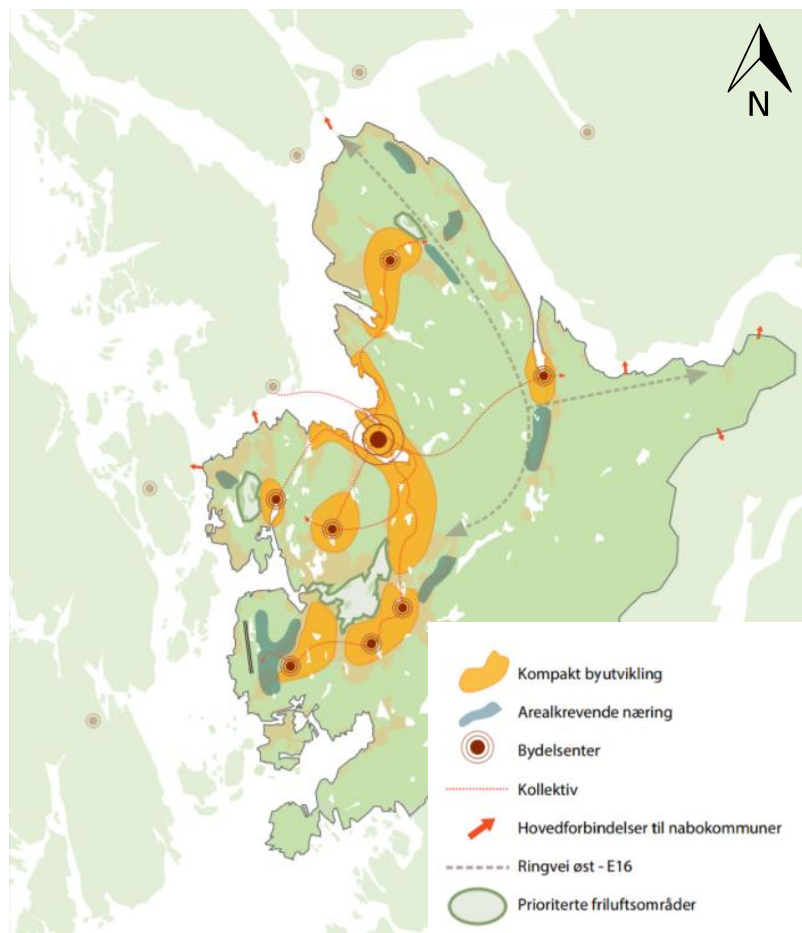 N
Kompakt byutvikling
Arealkrevende næring
Bydelsenter
Kollektiv
Hovedforbindelser til nabokommuner
Ringvei øst - E16
Prioriterte friluftsområder